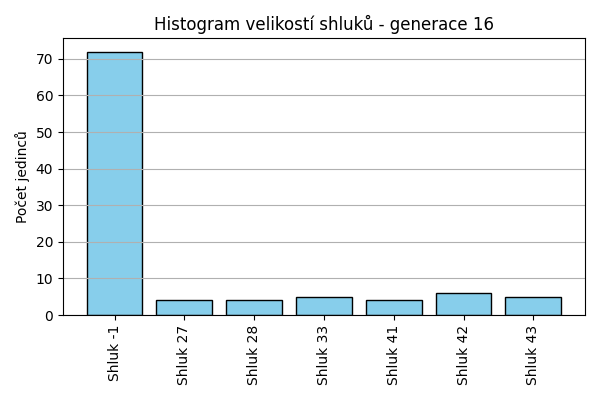 Histogram velikostí shluků - generace 16
Počet jedinců
70
60
50
40
30
20
10
0
Shluk -1
Shluk 27
Shluk 28
Shluk 33
Shluk 41
Shluk 42
Shluk 43